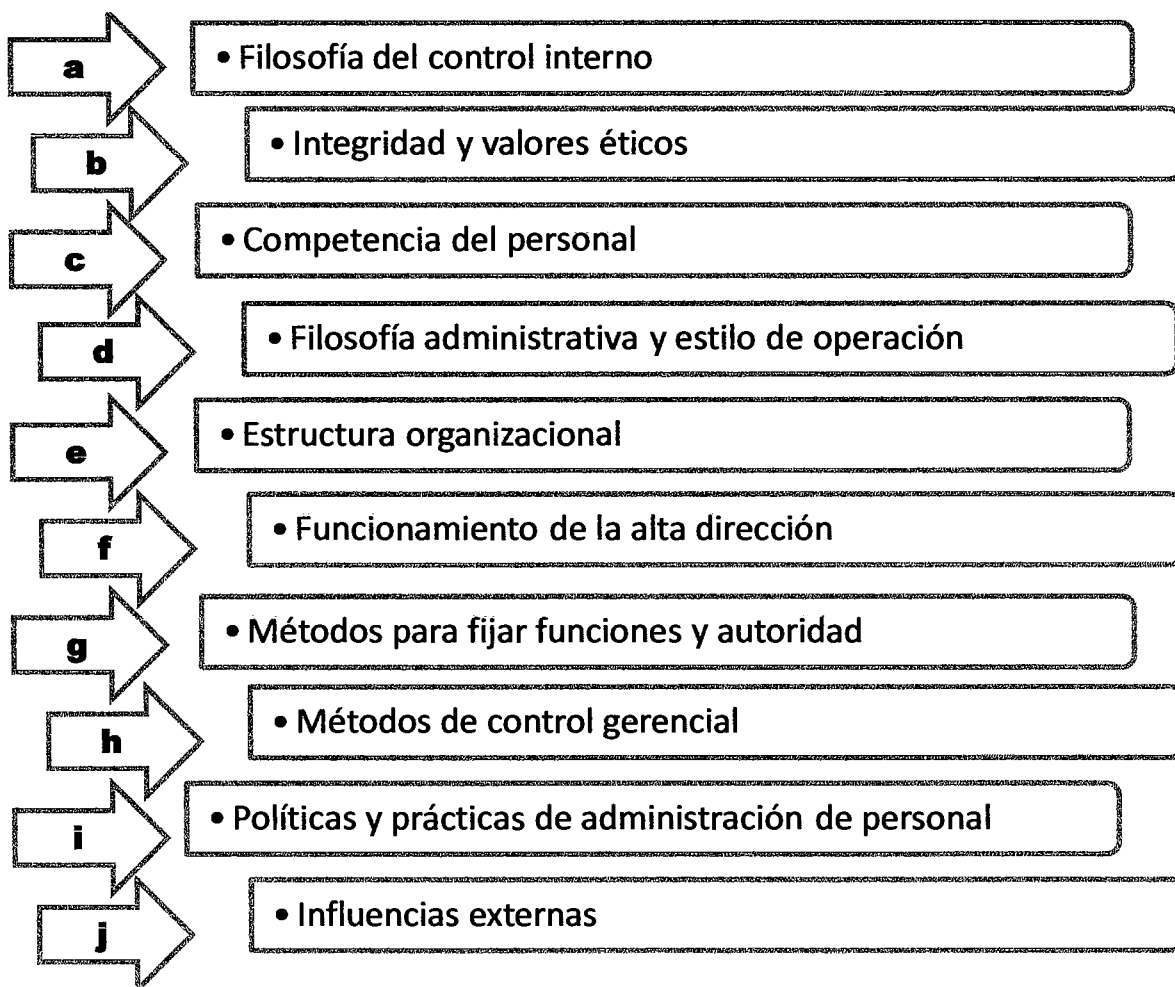 a
• Filosofía del control interno
b
• Integridad y valores éticos
c
• Competencia del personal
d
• Filosofía administrativa y estilo de operación
e
• Estructura organizacional
f
• Funcionamiento de la alta dirección
g
• Métodos para fijar funciones y autoridad
h
• Métodos de control gerencial
i
• Políticas y prácticas de administración de personal
j
• Influencias externas